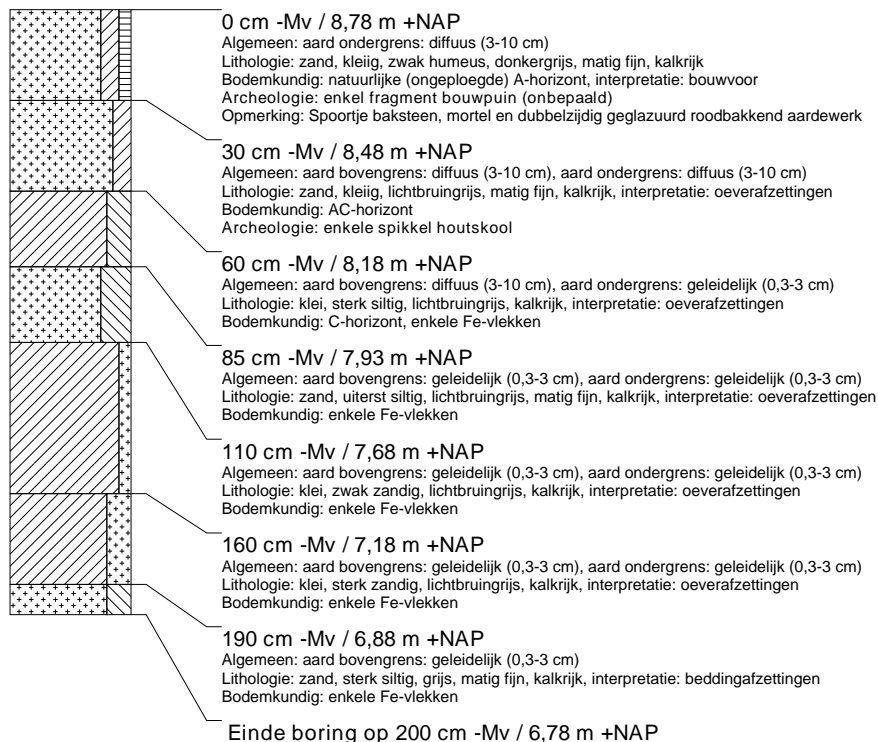 0 cm -Mv / 8,78 m +NAP
Algemeen: aard ondergrens: diffuus (3-10 cm)
Lithologie: zand, kleiig, zwak humeus, donkergrijs, matig fijn, kalkrijk
Bodemkundig: natuurlijke (ongeploegde) A-horizont, interpretatie: bouwvoor
Archeologie: enkel fragment bouwpuin (onbepaald)
Opmerking: Spoortje baksteen, mortel en dubbelzijdig geglazuurd roodbakkend aardewerk
30 cm -Mv / 8,48 m +NAP
Algemeen: aard bovengrens: diffuus (3-10 cm), aard ondergrens: diffuus (3-10 cm)
Lithologie: zand, kleiig, lichtbruingrijs, matig fijn, kalkrijk, interpretatie: oeverafzettingen
Bodemkundig: AC-horizont
Archeologie: enkele spikkel houtskool
60 cm -Mv / 8,18 m +NAP
Algemeen: aard bovengrens: diffuus (3-10 cm), aard ondergrens: geleidelijk (0,3-3 cm)
Lithologie: klei, sterk siltig, lichtbruingrijs, kalkrijk, interpretatie: oeverafzettingen
Bodemkundig: C-horizont, enkele Fe-vlekken
85 cm -Mv / 7,93 m +NAP
Algemeen: aard bovengrens: geleidelijk (0,3-3 cm), aard ondergrens: geleidelijk (0,3-3 cm)
Lithologie: zand, uiterst siltig, lichtbruingrijs, matig fijn, kalkrijk, interpretatie: oeverafzettingen
Bodemkundig: enkele Fe-vlekken
110 cm -Mv / 7,68 m +NAP
Algemeen: aard bovengrens: geleidelijk (0,3-3 cm), aard ondergrens: geleidelijk (0,3-3 cm)
Lithologie: klei, zwak zandig, lichtbruingrijs, kalkrijk, interpretatie: oeverafzettingen
Bodemkundig: enkele Fe-vlekken
160 cm -Mv / 7,18 m +NAP
Algemeen: aard bovengrens: geleidelijk (0,3-3 cm), aard ondergrens: geleidelijk (0,3-3 cm)
Lithologie: klei, sterk zandig, lichtbruingrijs, kalkrijk, interpretatie: oeverafzettingen
Bodemkundig: enkele Fe-vlekken
190 cm -Mv / 6,88 m +NAP
Algemeen: aard bovengrens: geleidelijk (0,3-3 cm)
Lithologie: zand, sterk siltig, grijs, matig fijn, kalkrijk, interpretatie: beddingafzettingen
Bodemkundig: enkele Fe-vlekken
Einde boring op 200 cm -Mv / 6,78 m +NAP